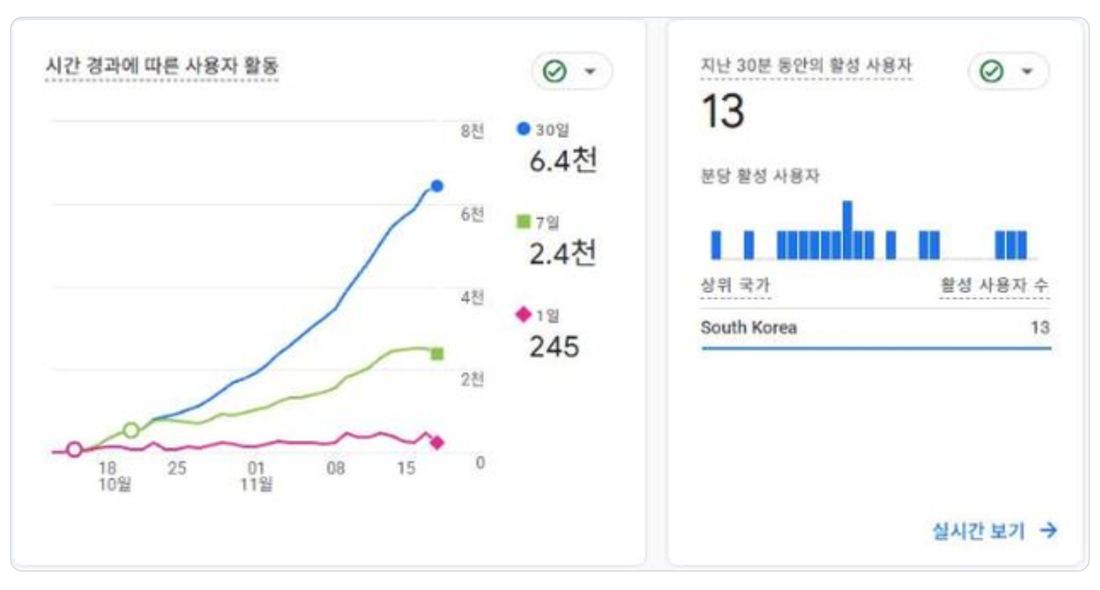 시간 경과에 따른 사용자 활동
8천
6천
4천
2천
0
18
10월
25
01
11월
08
15
30일
6.4천
7일
2.4천
1일
245
지난 30분 동안의 활성 사용자
13
분당 활성 사용자
상위 국가 활성 사용자 수
South Korea 13
실시간 보기